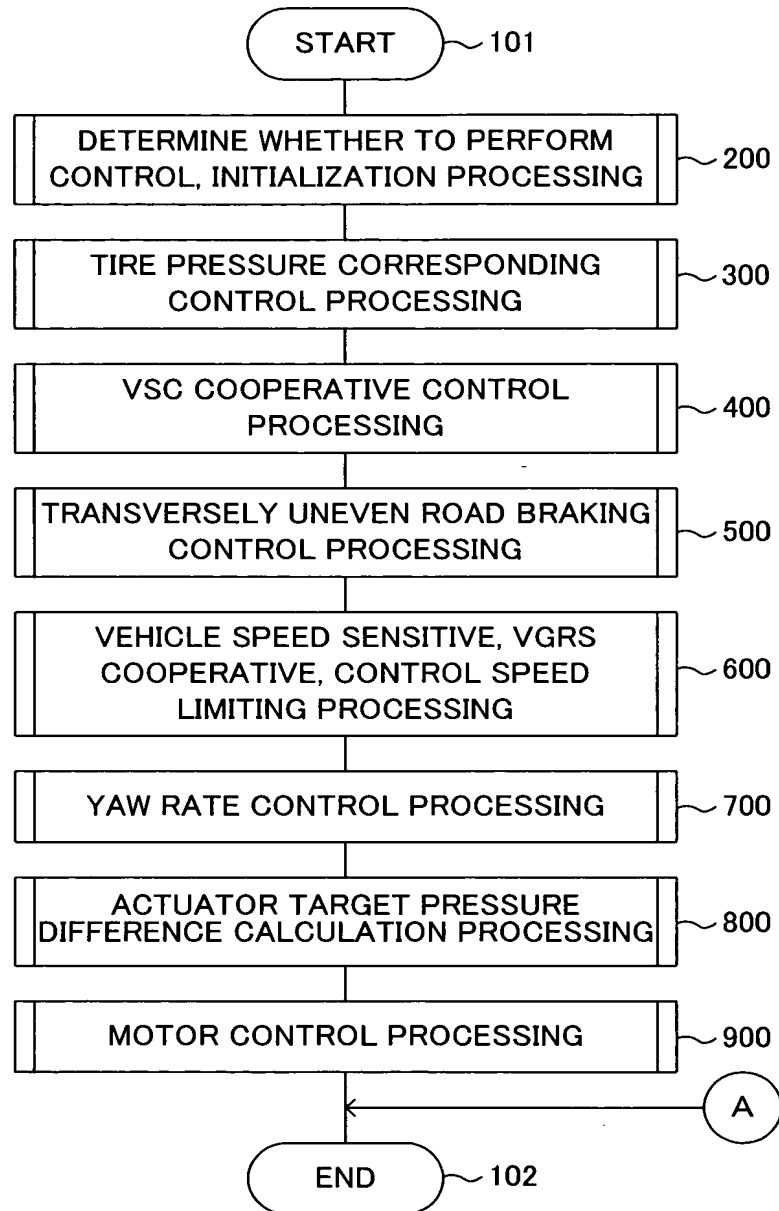 START
101
DETERMINE WHETHER TO PERFORM
CONTROL, INITIALIZATION PROCESSING
200
TIRE PRESSURE CORRESPONDING
CONTROL PROCESSING
300
VSC COOPERATIVE CONTROL
PROCESSING
400
TRANSVERSELY UNEVEN ROAD BRAKING
CONTROL PROCESSING
500
VEHICLE SPEED SENSITIVE, VGRS
COOPERATIVE, CONTROL SPEED
LIMITING PROCESSING
600
YAW RATE CONTROL PROCESSING
700
ACTUATOR TARGET PRESSURE
DIFFERENCE CALCULATION PROCESSING
800
MOTOR CONTROL PROCESSING
900
A
END
102